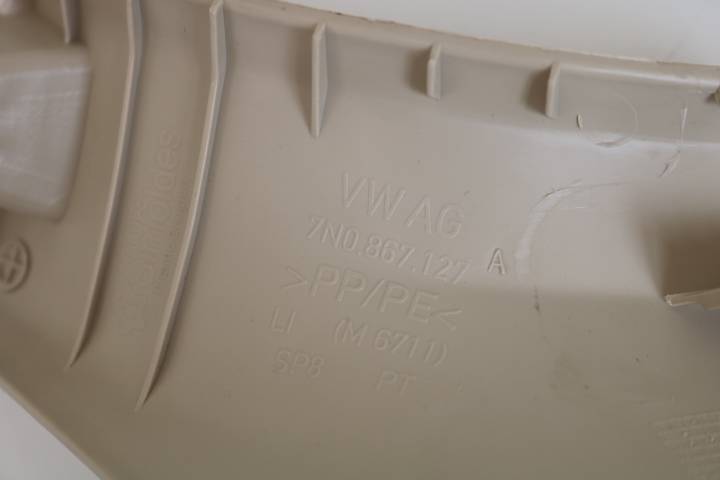 VW AG
7N0.867.127 A
>PP/PE<
LI (M 6711)
SP8 PT